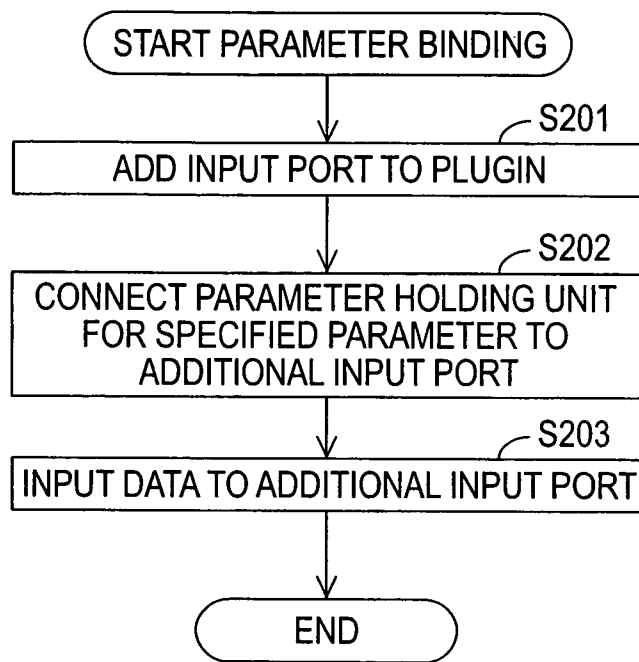 START PARAMETER BINDING
S201
ADD INPUT PORT TO PLUGIN
S202
CONNECT PARAMETER HOLDING UNIT
FOR SPECIFIED PARAMETER TO
ADDITIONAL INPUT PORT
S203
INPUT DATA TO ADDITIONAL INPUT PORT
END